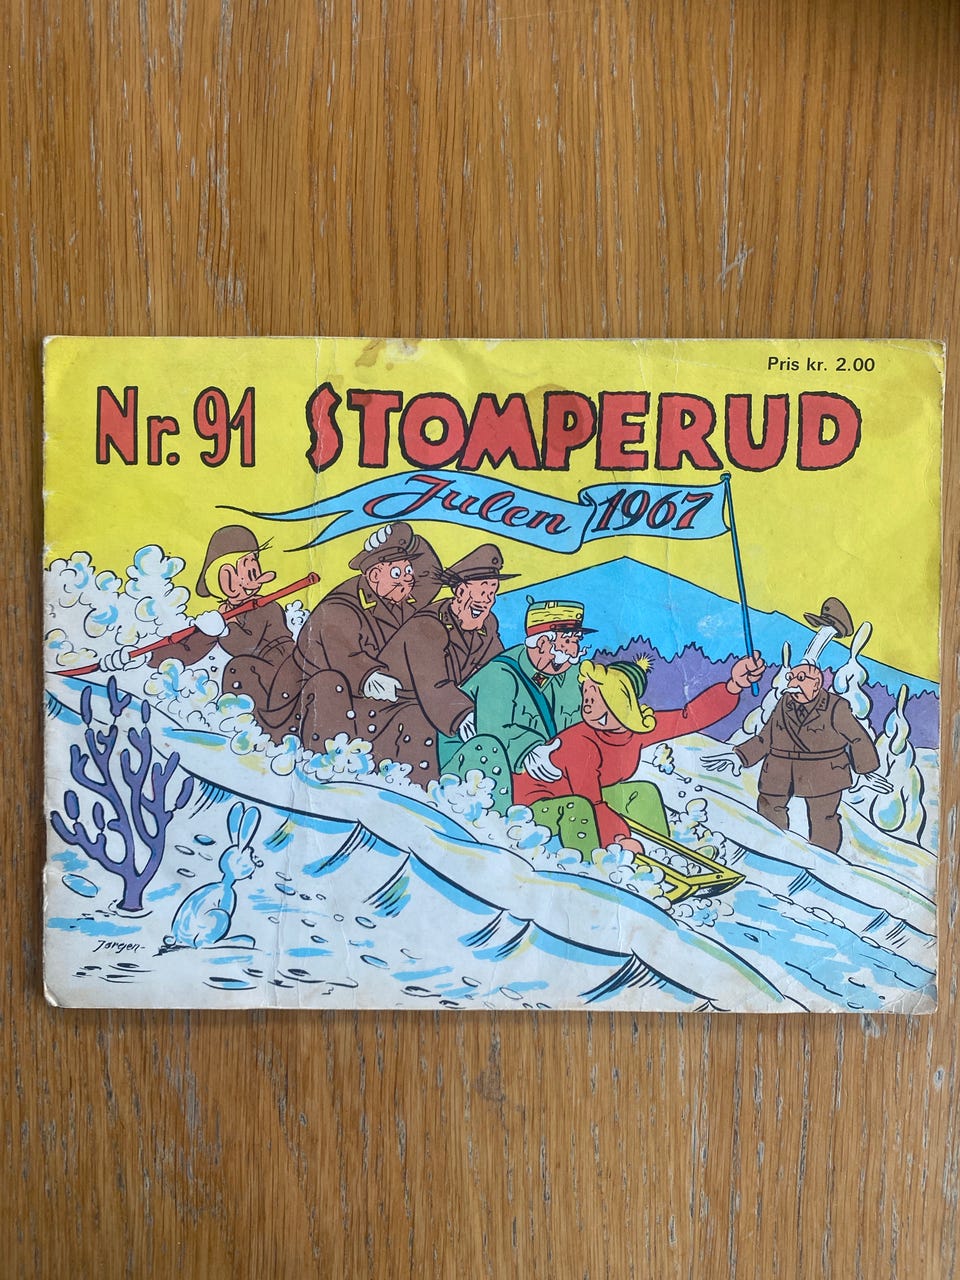 Pris kr. 2.00
Nr. 91 STOMPERUD
Julen 1967
Jørgen-